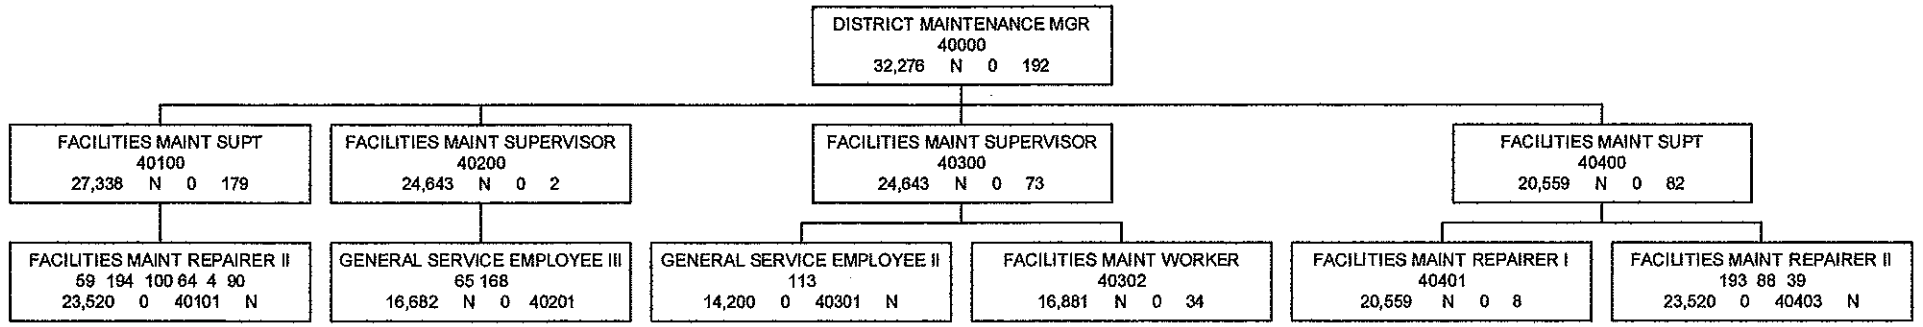 DISTRICT MAINTENANCE MGR
40000
32,276 N 0 192
FACILITIES MAINT SUPT
40100
27,338 N 0 179
FACILITIES MAINT SUPERVISOR
40200
24,643 N 0 2
FACILITIES MAINT SUPERVISOR
40300
24,643 N 0 73
FACILITIES MAINT SUPT
40400
20,559 N 0 82
FACILITIES MAINT REPAIRER II
59 194 100 64 4 90
23,520 0 40101 N
GENERAL SERVICE EMPLOYEE III
65 168
16,682 N 0 40201
GENERAL SERVICE EMPLOYEE II
113
14,200 0 40301 N
FACILITIES MAINT WORKER
40302
16,881 N 0 34
FACILITIES MAINT REPAIRER I
40401
20,559 N 0 8
FACILITIES MAINT REPAIRER II
193 88 39
23,520 0 40403 N